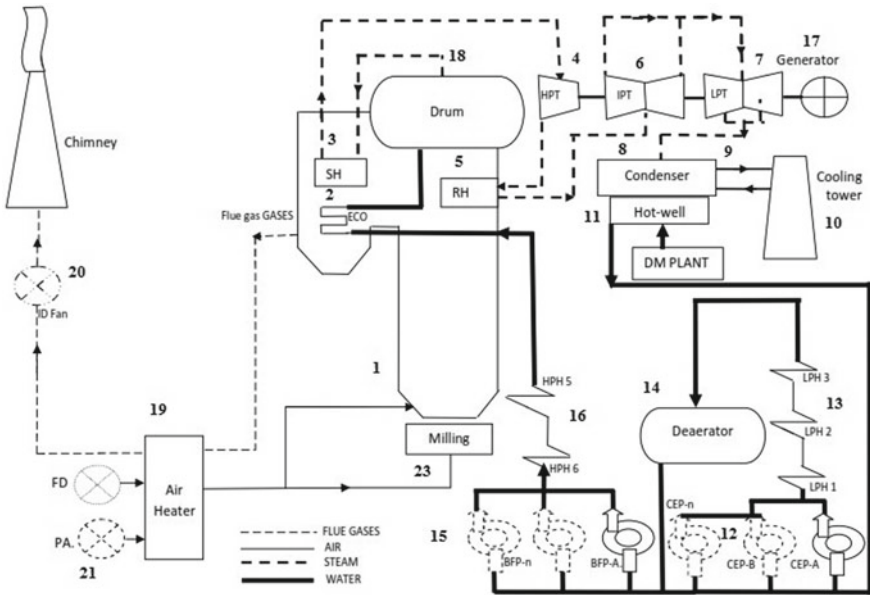 18
4
6
7
17
Generator
HPT
IPT
LPT
Drum
Chimney
3
5
SH
2
RH
8
9
Condenser
Cooling
tower
10
11
Hot-well
DM PLANT
Flue gas GASES
ECO
20
ID Fan
1
HPH 5
16
HPH 6
14
Deaerator
LPH 3
13
LPH 2
LPH 1
19
Milling
23
FD
Air
Heater
PA.
21
FLUE GASES
AIR
STEAM
WATER
15
BFP-n
BFP-A.
CEP-n
12
CEP-B
CEP-A